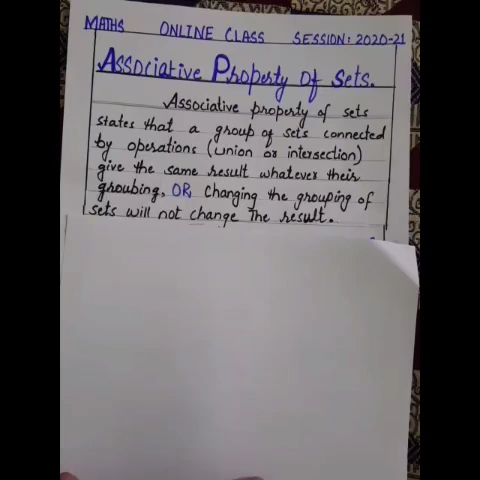 MATHS ONLINE CLASS SESSION: 2020-21
Associative Property of Sets.
Associative property of sets
states that a group of sets connected
by operations (union or intersection)
give the same result whatever their
groubing, OR, Changing the grouping of
sets will not change The result.